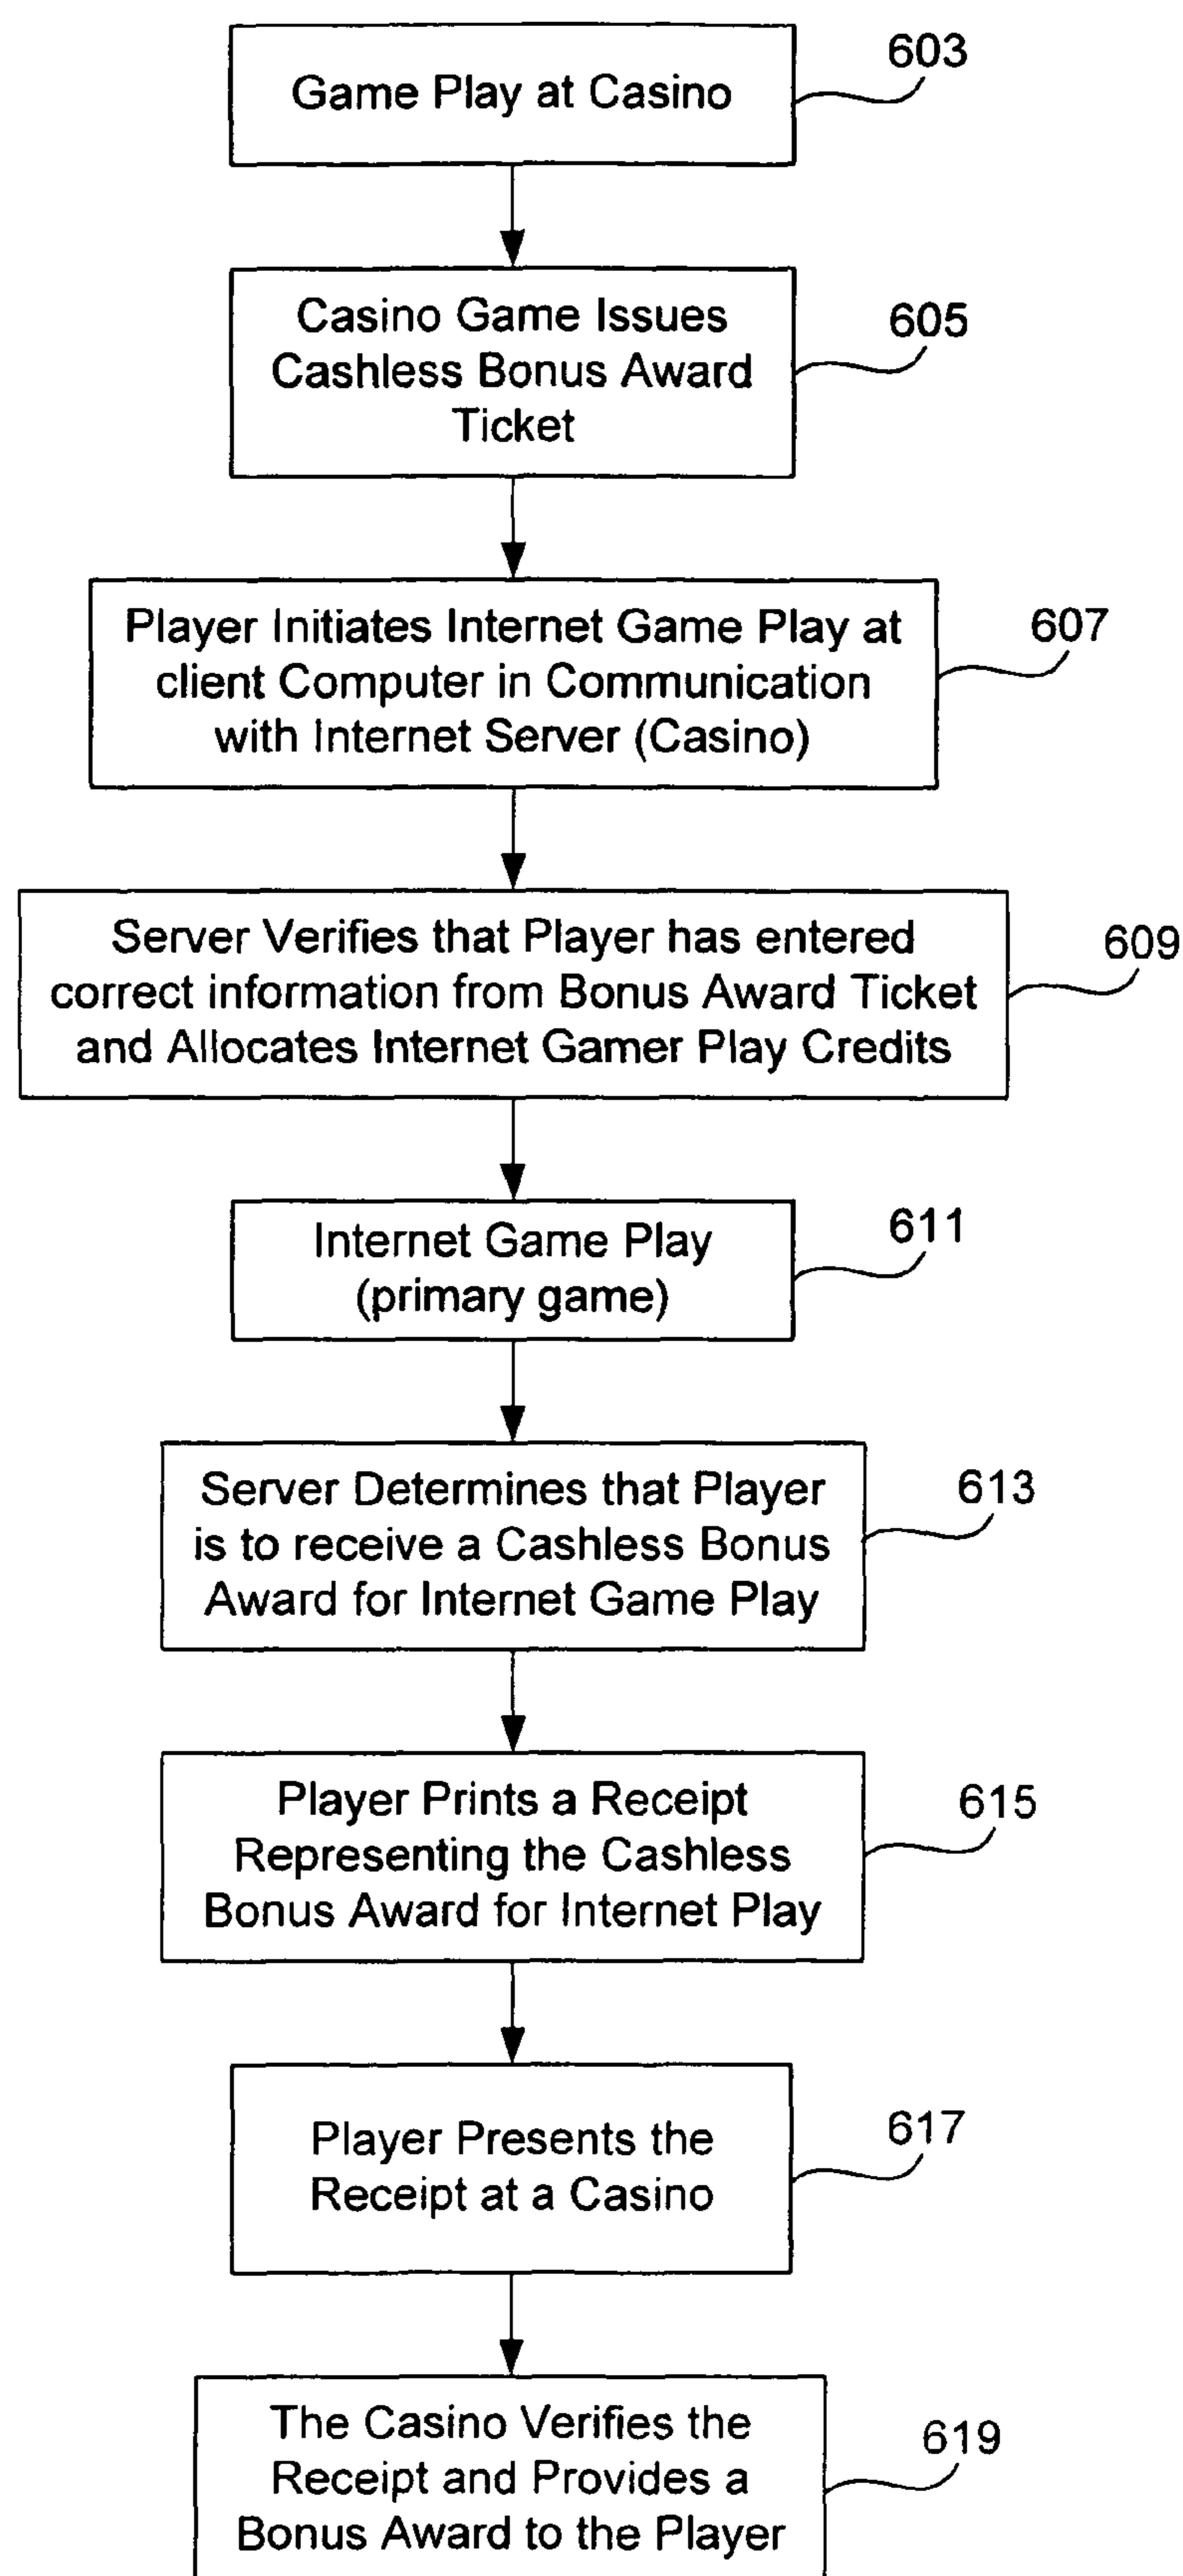 Game Play at Casino
603
Casino Game Issues
Cashless Bonus Award
Ticket
605
Player Initiates Internet Game Play at
client Computer in Communication
with Internet Server (Casino)
607
Server Verifies that Player has entered
correct information from Bonus Award Ticket
and Allocates Internet Gamer Play Credits
609
Internet Game Play
(primary game)
611
Server Determines that Player
is to receive a Cashless Bonus
Award for Internet Game Play
613
Player Prints a Receipt
Representing the Cashless
Bonus Award for Internet Play
615
Player Presents the
Receipt at a Casino
617
The Casino Verifies the
Receipt and Provides a
Bonus Award to the Player
619